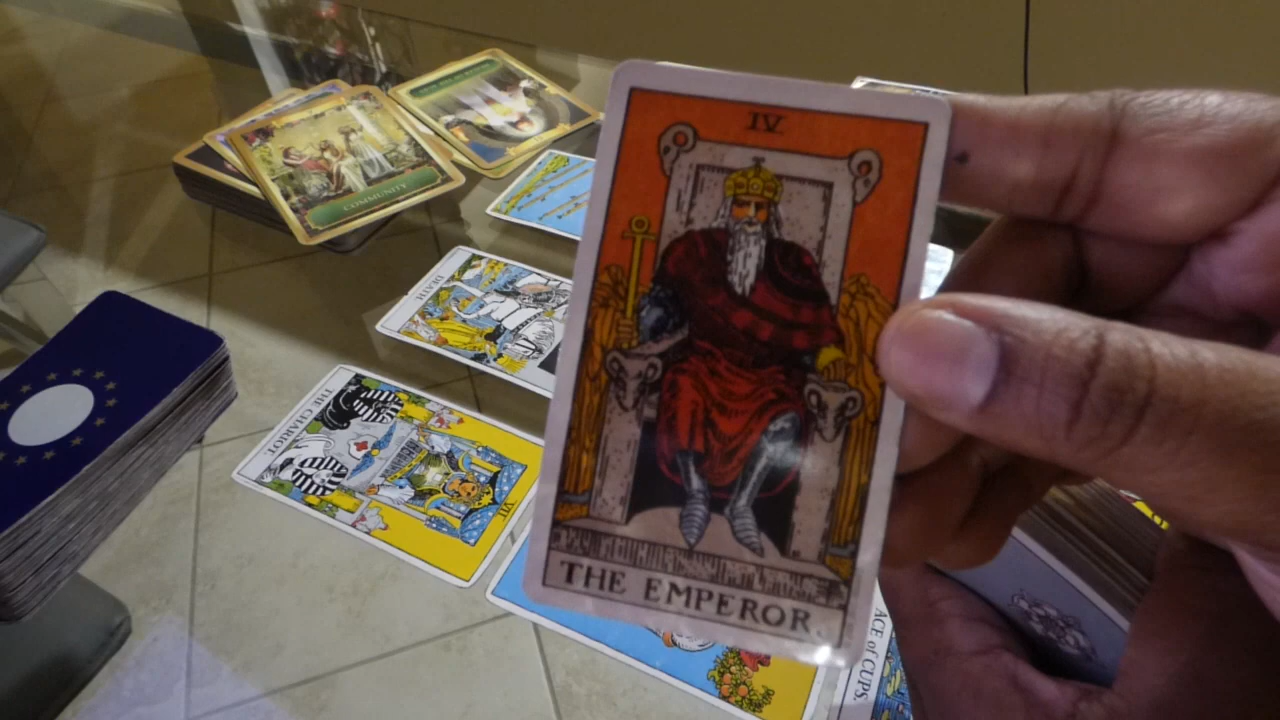 IV
THE EMPEROR.
COMMUNITY
DEATH
THE CHARIOT.
VII
ACE of CUPS.